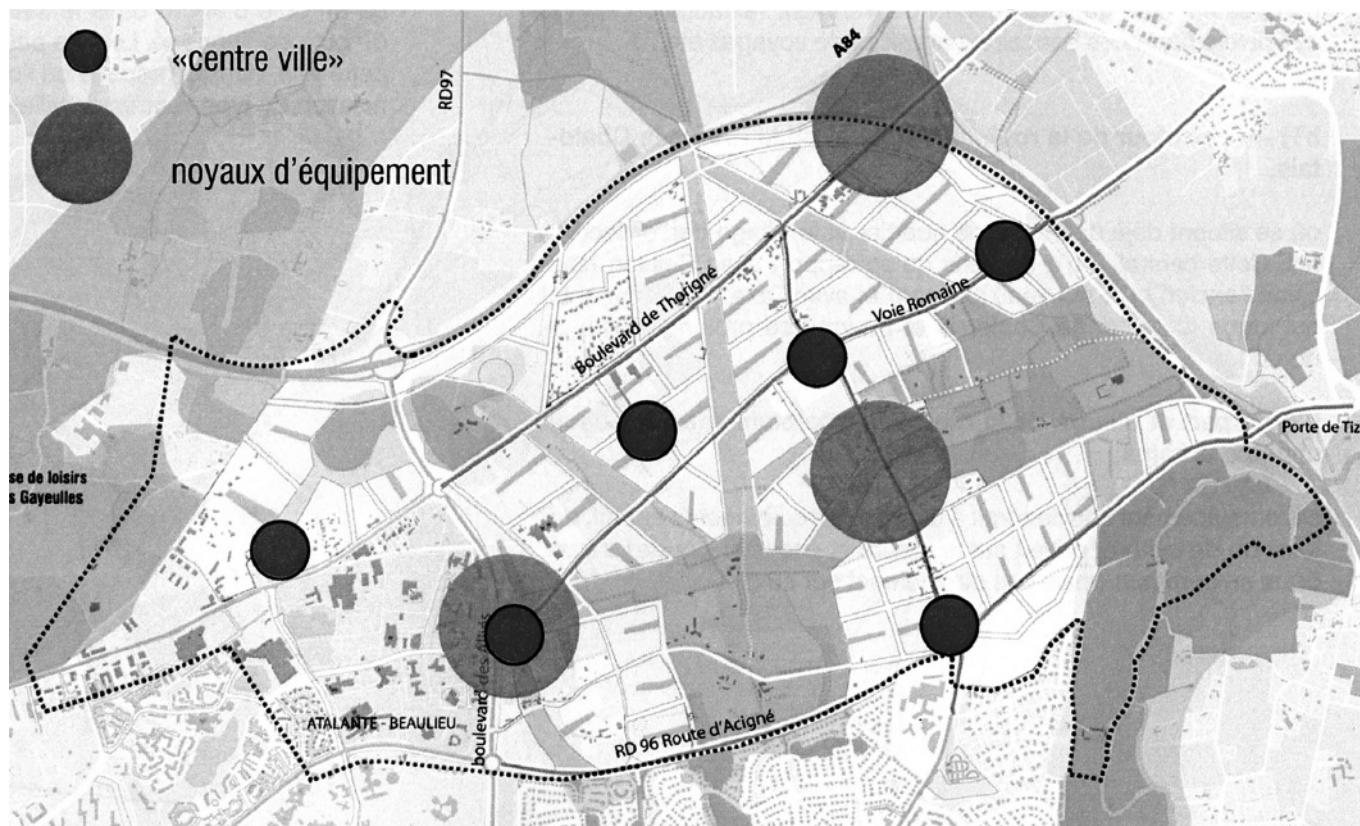 «centre ville»
noyaux d'équipement
RD97
A84
Boulevard de Thorigné
Voie Romaine
Porte de Tiz
se de loisirs
s Gayeulles
boulevard des Alliés
ATALANTE - BEAULIEU
RD 96 Route d'Acigné